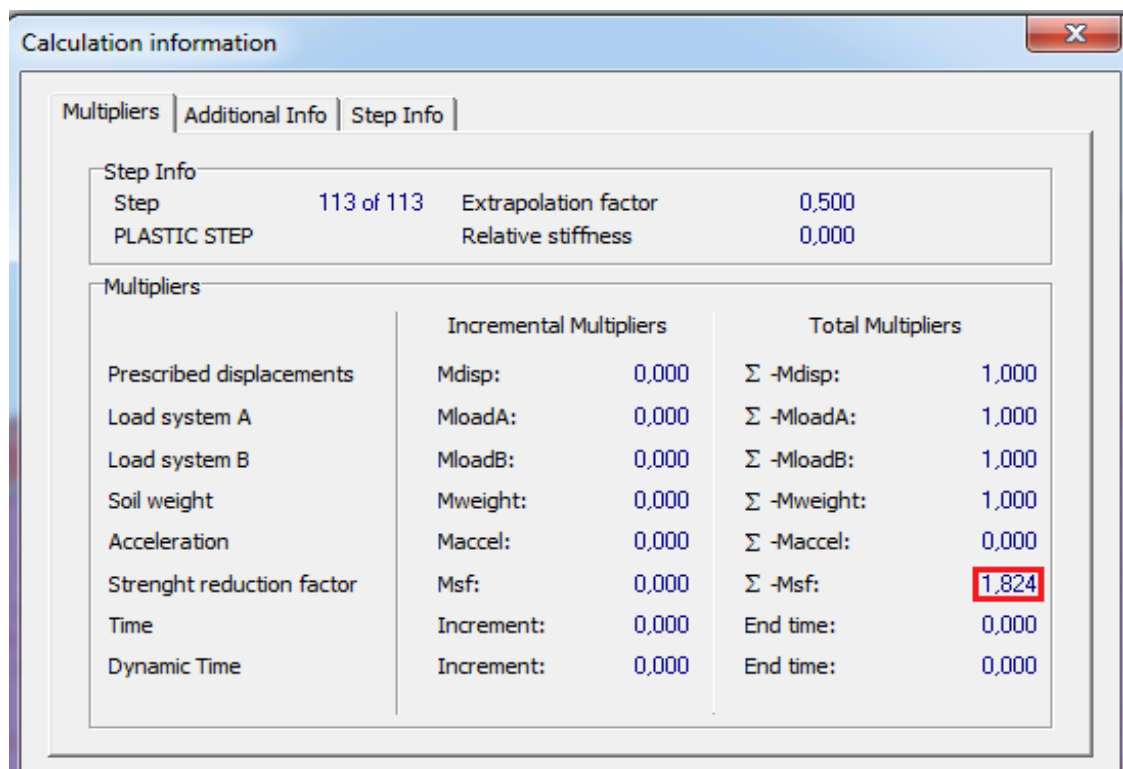 Calculation information
Multipliers Additional Info Step Info
Step Info
Step 113 of 113 Extrapolation factor 0,500
PLASTIC STEP Relative stiffness 0,000
Multipliers
Incremental Multipliers Total Multipliers
Prescribed displacements Mdisp: 0,000 Σ -Mdisp: 1,000
Load system A MloadA: 0,000 Σ -MloadA: 1,000
Load system B MloadB: 0,000 Σ -MloadB: 1,000
Soil weight Mweight: 0,000 Σ -Mweight: 1,000
Acceleration Maccel: 0,000 Σ -Maccel: 0,000
Strenght reduction factor Msf: 0,000 Σ -Msf: 1,824
Time Increment: 0,000 End time: 0,000
Dynamic Time Increment: 0,000 End time: 0,000